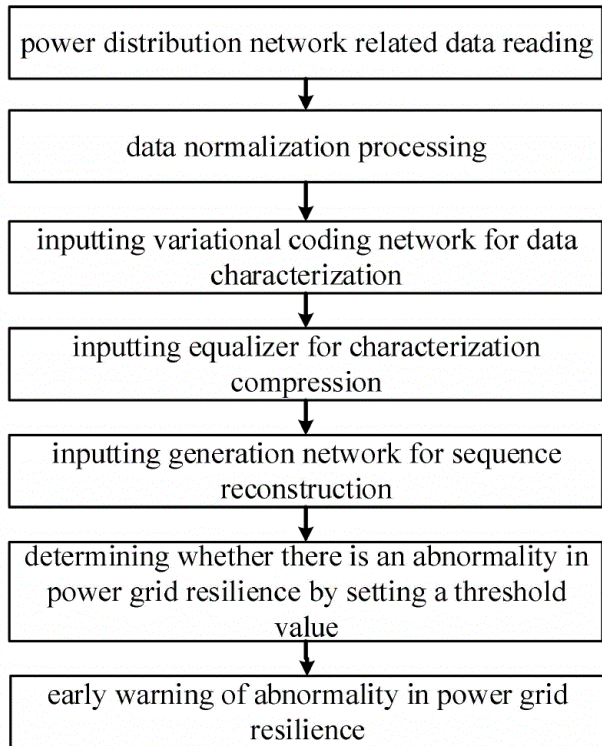 power distribution network related data reading
data normalization processing
inputting variational coding network for data
characterization
inputting equalizer for characterization
compression
inputting generation network for sequence
reconstruction
determining whether there is an abnormality in
power grid resilience by setting a threshold
value
early warning of abnormality in power grid
resilience